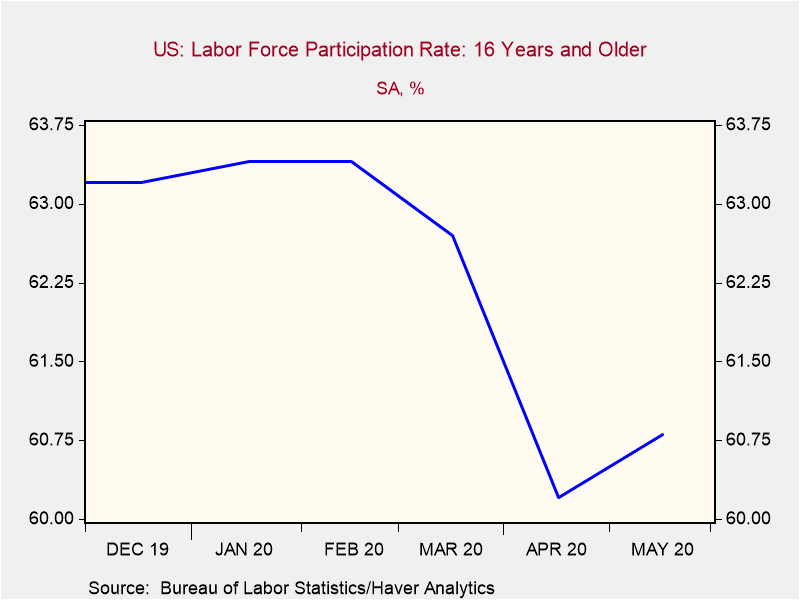 US: Labor Force Participation Rate: 16 Years and Older
SA, %
63.75 63.75
63.00 63.00
62.25 62.25
61.50 61.50
60.75 60.75
60.00 60.00
DEC 19 JAN 20 FEB 20 MAR 20 APR 20 MAY 20
Source: Bureau of Labor Statistics/Haver Analytics